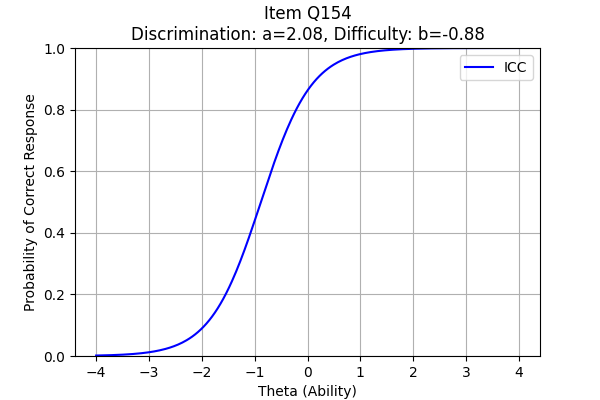 Item Q154
Discrimination: a=2.08, Difficulty: b=-0.88
ICC
Probability of Correct Response
1.0
0.8
0.6
0.4
0.2
0.0
−4 −3 −2 −1 0 1 2 3 4
Theta (Ability)